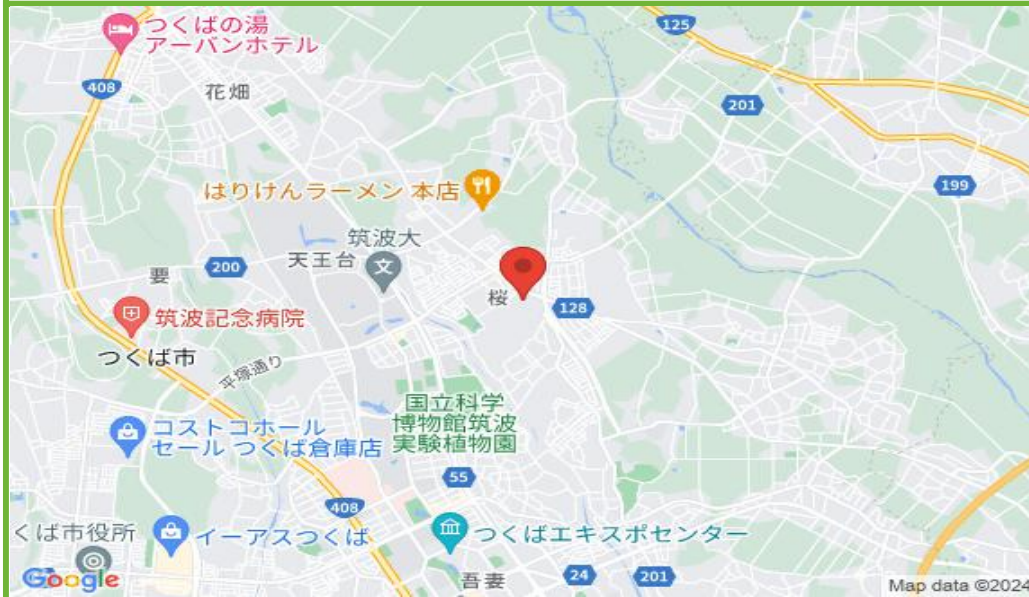 つくばの湯
アーバンホテル
125
408
花畑
201
はりけんラーメン 本店
199
筑波大
天王台
文
要
200
桜
128
筑波記念病院
つくば市
平塚通り
国立科学
博物館筑波
実験植物園
コストコホール
セール つくば倉庫店
55
408
くば市役所
イーアスつくば
つくばエキスポセンター
吾妻
24
201
Google
Map data ©2024